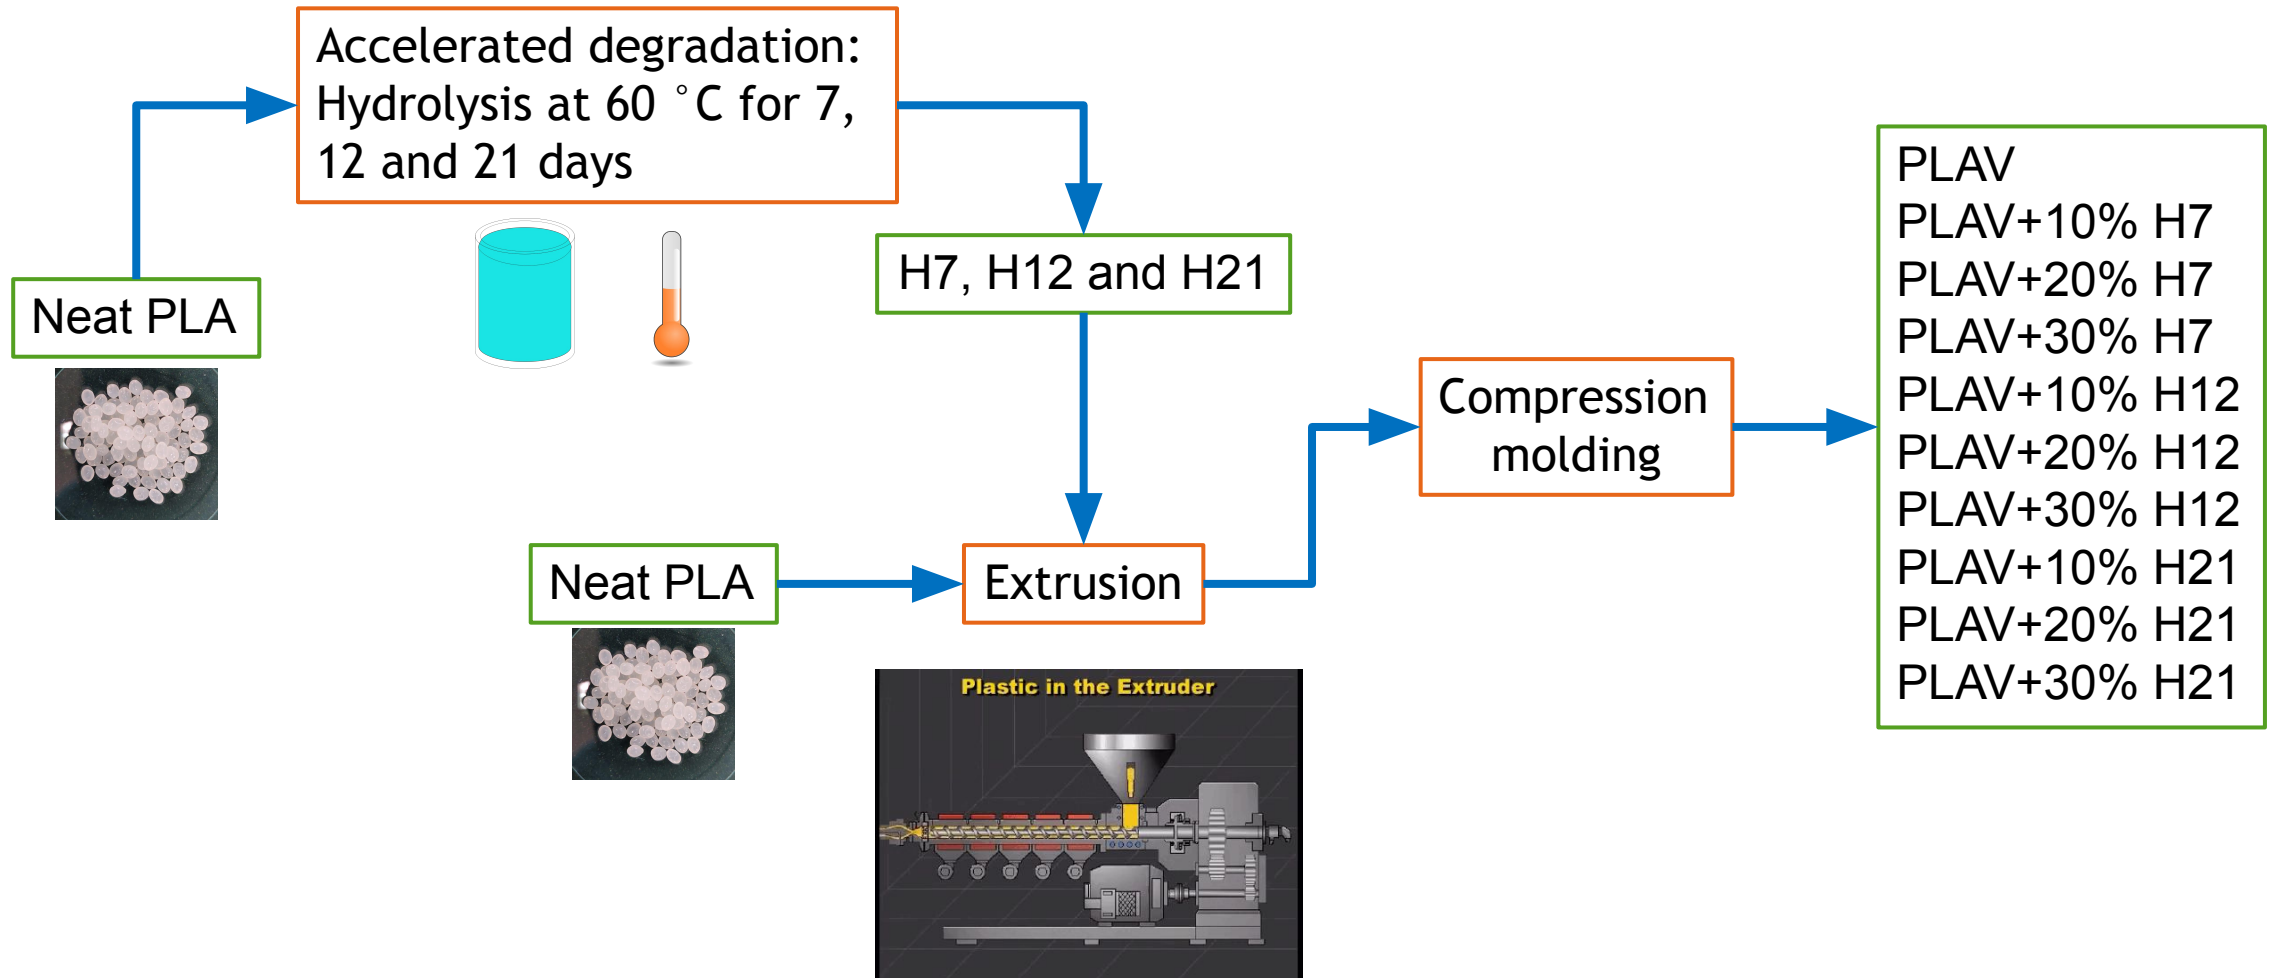 Accelerated degradation:
Hydrolysis at 60 °C for 7,
12 and 21 days
Neat PLA
H7, H12 and H21
Neat PLA
Extrusion
Plastic in the Extruder
Compression
molding
PLAV
PLAV+10% H7
PLAV+20% H7
PLAV+30% H7
PLAV+10% H12
PLAV+20% H12
PLAV+30% H12
PLAV+10% H21
PLAV+20% H21
PLAV+30% H21